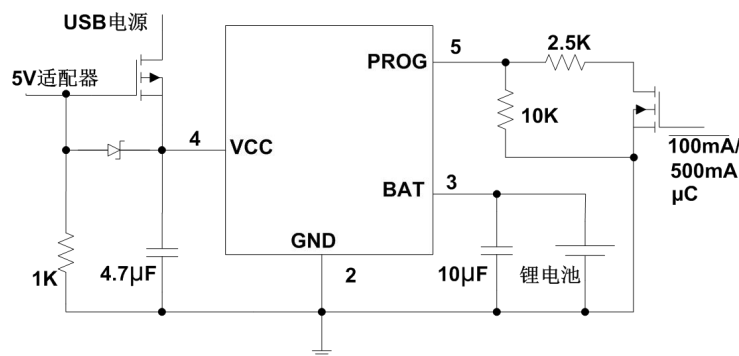 USB电源
5V适配器
4
VCC
PROG
5
2.5K
10K
100mA/
500mA
μC
BAT
3
GND
2
1K
4.7μF
10μF
锂电池